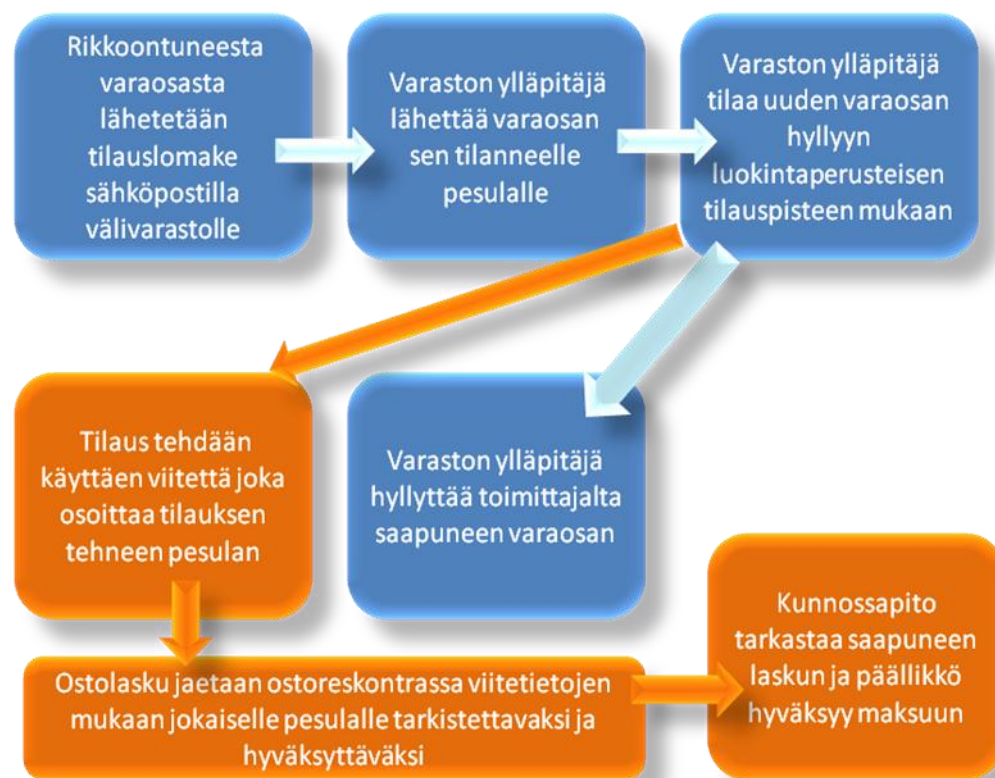 Rikkoontuneesta
varaosasta
lähetetään
tilauslomake
sähköpostilla
välivarastolle
Varaston ylläpitäjä
lähettää varaosan
sen tilanneelle
pesulalle
Varaston ylläpitäjä
tilaa uuden varaosan
hyllyyn
luokintaperusteisen
tilauspisteen mukaan
Tilaus tehdään
käyttäen viitettä joka
osoittaa tilauksen
tehneen pesulan
Varaston ylläpitäjä
hyllyttää toimittajalta
saapuneen varaosan
Ostolasku jaetaan ostoreskontrassa viitetietojen
mukaan jokaiselle pesulalle tarkistettavaksi ja
hyväksyttäväksi
Kunnossapito
tarkastaa saapuneen
laskun ja päällikkö
hyväksyy maksuun